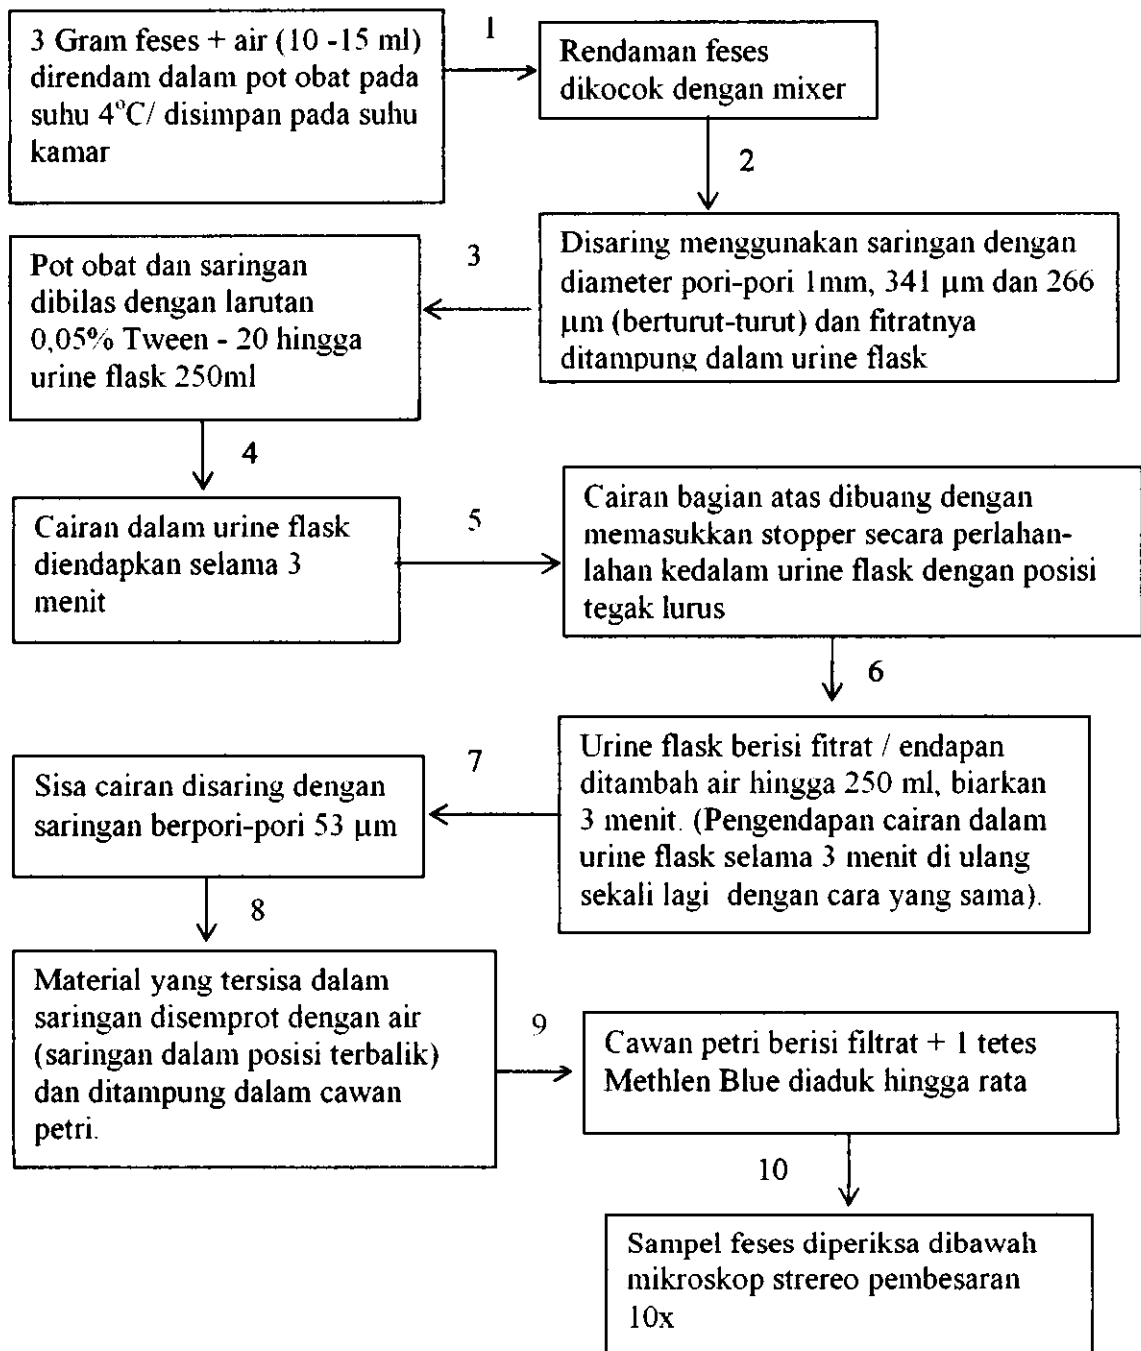 3 Gram feses + air (10 -15 ml)
direndam dalam pot obat pada
suhu 4°C/ disimpan pada suhu
kamar
1
Rendaman feses
dikocok dengan mixer
2
Disaring menggunakan saringan dengan
diameter pori-pori 1mm, 341 µm dan 266
µm (berturut-turut) dan fitratnya
ditampung dalam urine flask
3
Pot obat dan saringan
dibilas dengan larutan
0,05% Tween - 20 hingga
urine flask 250ml
4
Cairan dalam urine flask
diendapkan selama 3
menit
5
Cairan bagian atas dibuang dengan
memasukkan stopper secara perlahan-
lahan kedalam urine flask dengan posisi
tegak lurus
6
Urine flask berisi fitrat / endapan
ditambah air hingga 250 ml, biarkan
3 menit. (Pengendapan cairan dalam
urine flask selama 3 menit di ulang
sekali lagi dengan cara yang sama).
7
Sisa cairan disaring dengan
saringan berpori-pori 53 µm
8
Material yang tersisa dalam
saringan disemprot dengan air
(saringan dalam posisi terbalik)
dan ditampung dalam cawan
petri.
9
Cawan petri berisi filtrat + 1 tetes
Methlen Blue diaduk hingga rata
10
Sampel feses diperiksa dibawah
mikroskop strereo pembesaran
10x